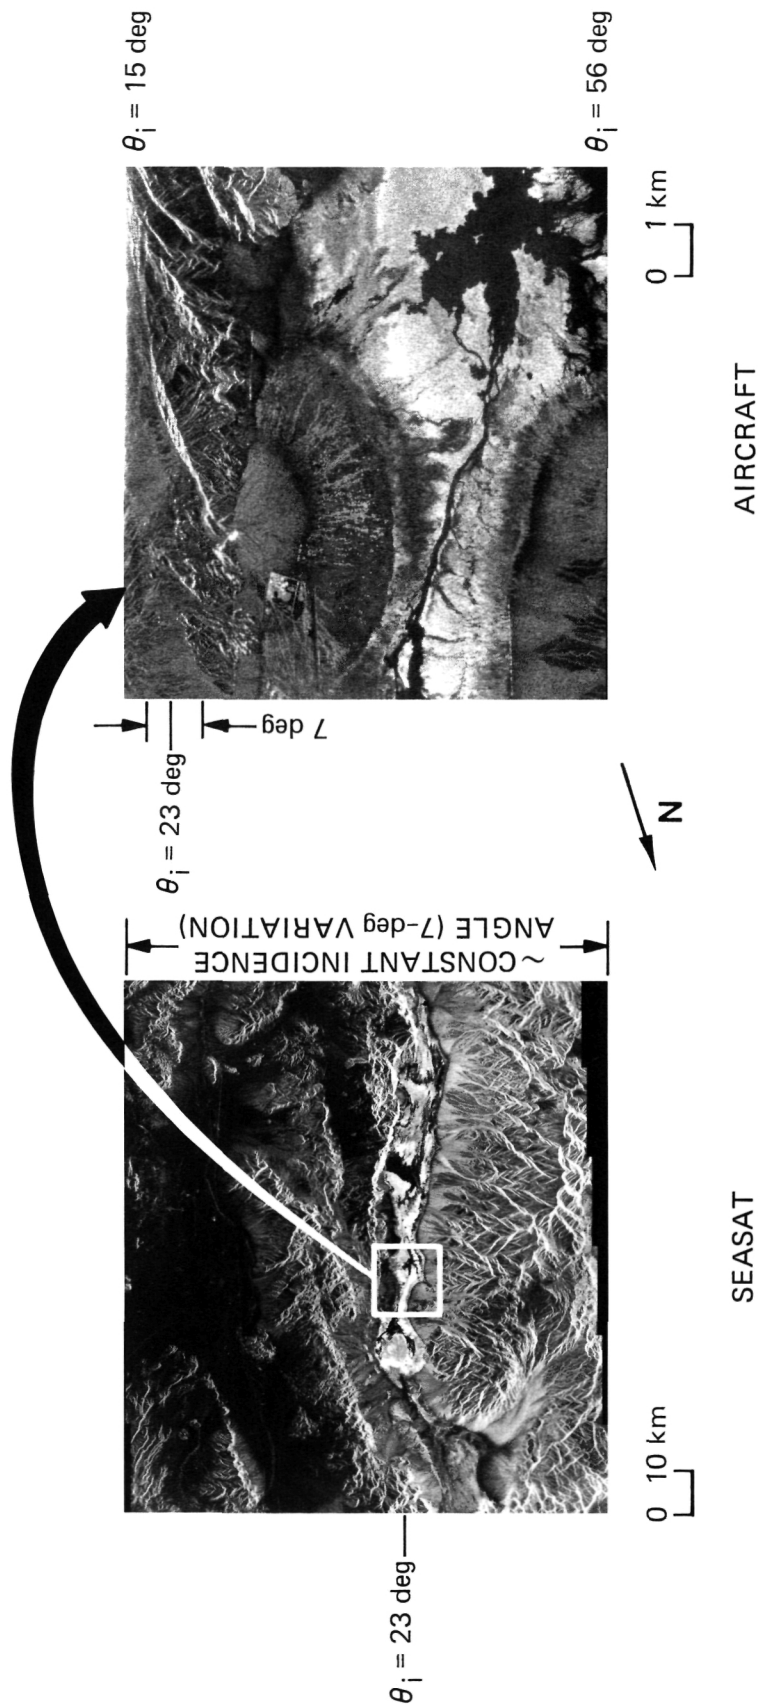 θi = 23 deg
0 10 km
SEASAT
~CONSTANT INCIDENCE
ANGLE (7-deg VARIATION)
N
θi = 23 deg
7 deg
θi = 15 deg
θi = 56 deg
0 1 km
AIRCRAFT